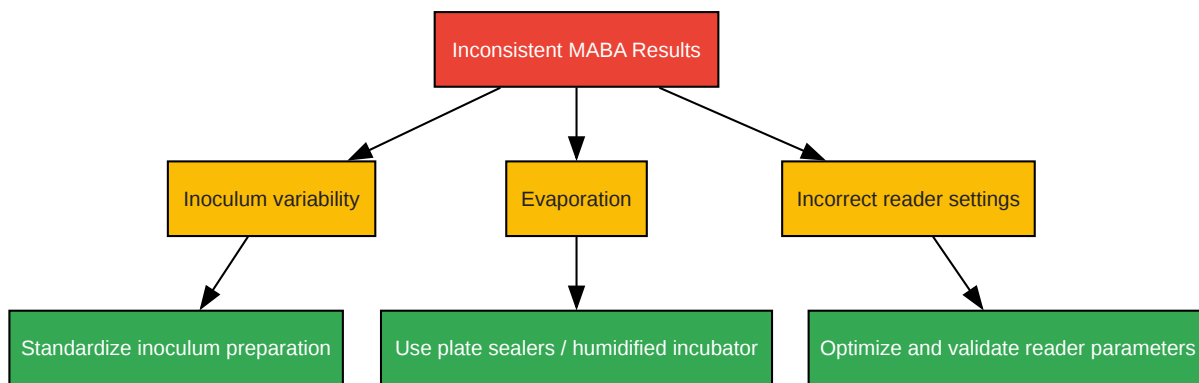 Inconsistent MABA Results
Inoculum variability
Evaporation
Incorrect reader settings
Standardize inoculum preparation
Use plate sealers / humidified incubator
Optimize and validate reader parameters